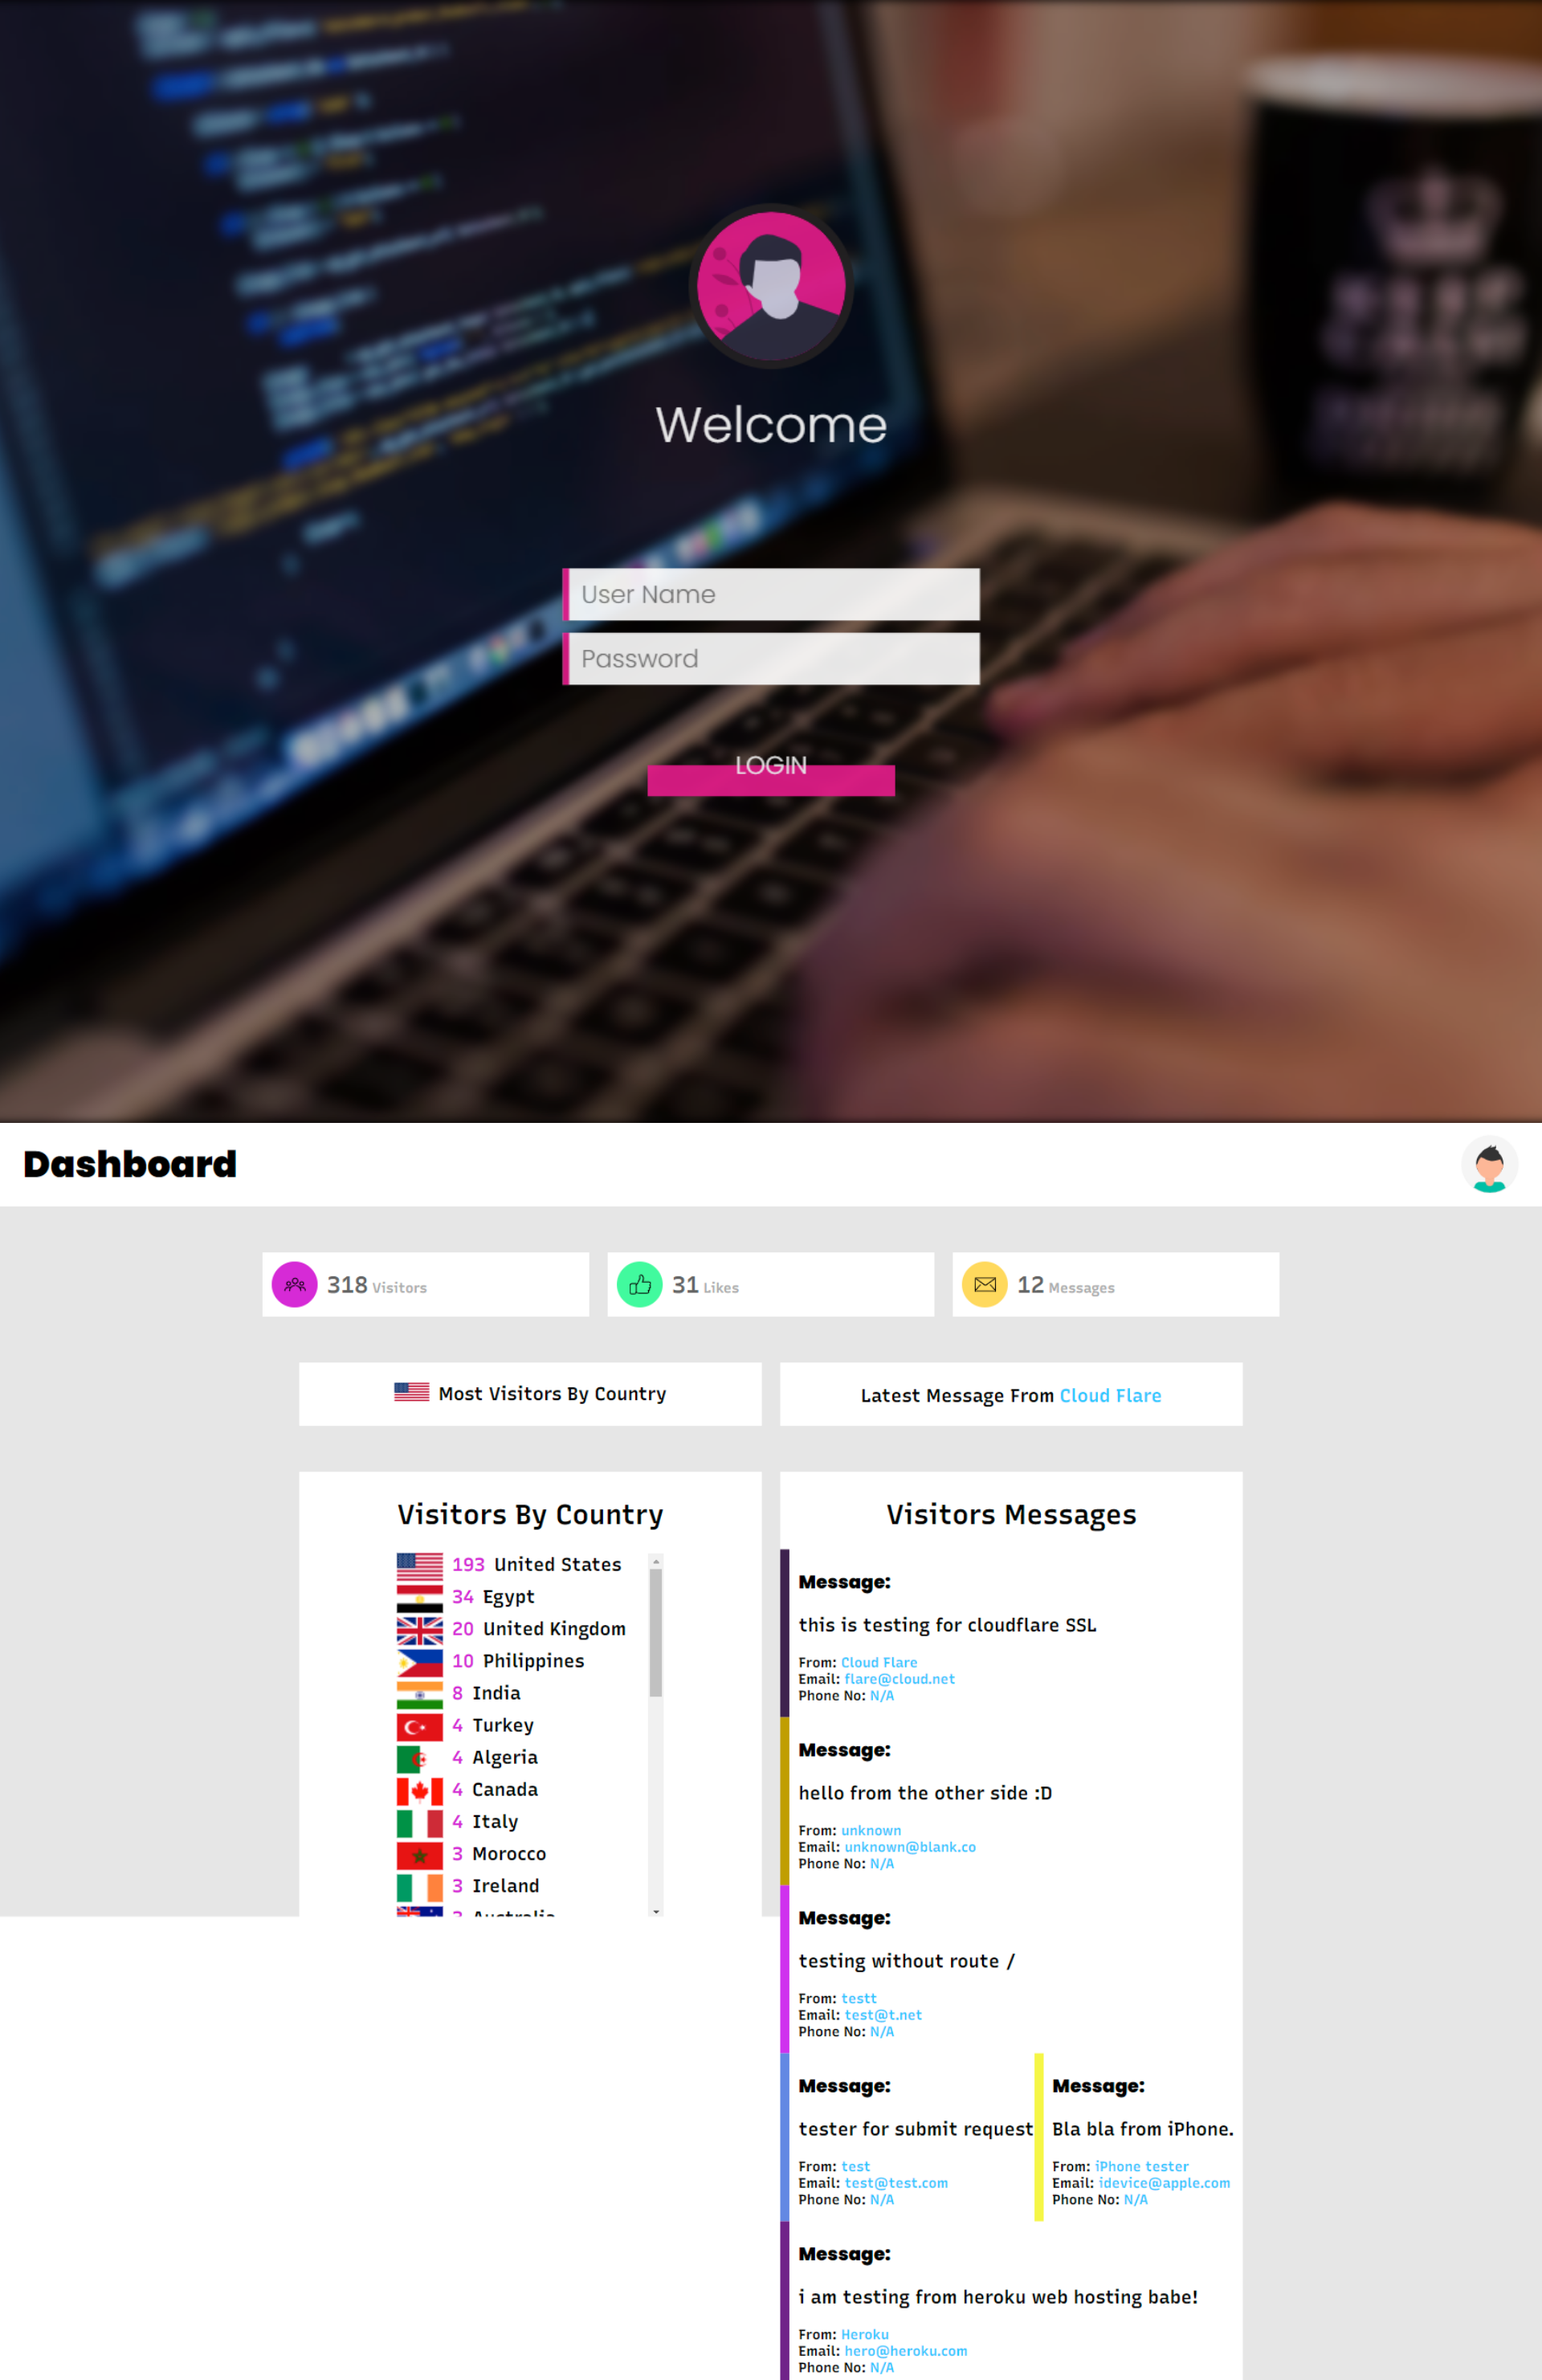 Welcome
User Name
Password
LOGIN
Dashboard
318 Visitors
31 Likes
12 Messages
Most Visitors By Country
Latest Message From Cloud Flare
Visitors By Country
193 United States
34 Egypt
20 United Kingdom
10 Philippines
8 India
4 Turkey
4 Algeria
4 Canada
4 Italy
3 Morocco
3 Ireland
Visitors Messages
Message:
this is testing for cloudflare SSL
From: Cloud Flare
Email: flare@cloud.net
Phone No: N/A
Message:
hello from the other side :D
From: unknown
Email: unknown@blank.co
Phone No: N/A
Message:
testing without route /
From: testt
Email: test@t.net
Phone No: N/A
Message:
tester for submit request
From: test
Email: test@test.com
Phone No: N/A
Message:
Bla bla from iPhone.
From: iPhone tester
Email: idevice@apple.com
Phone No: N/A
Message:
i am testing from heroku web hosting babe!
From: Heroku
Email: hero@heroku.com
Phone No: N/A